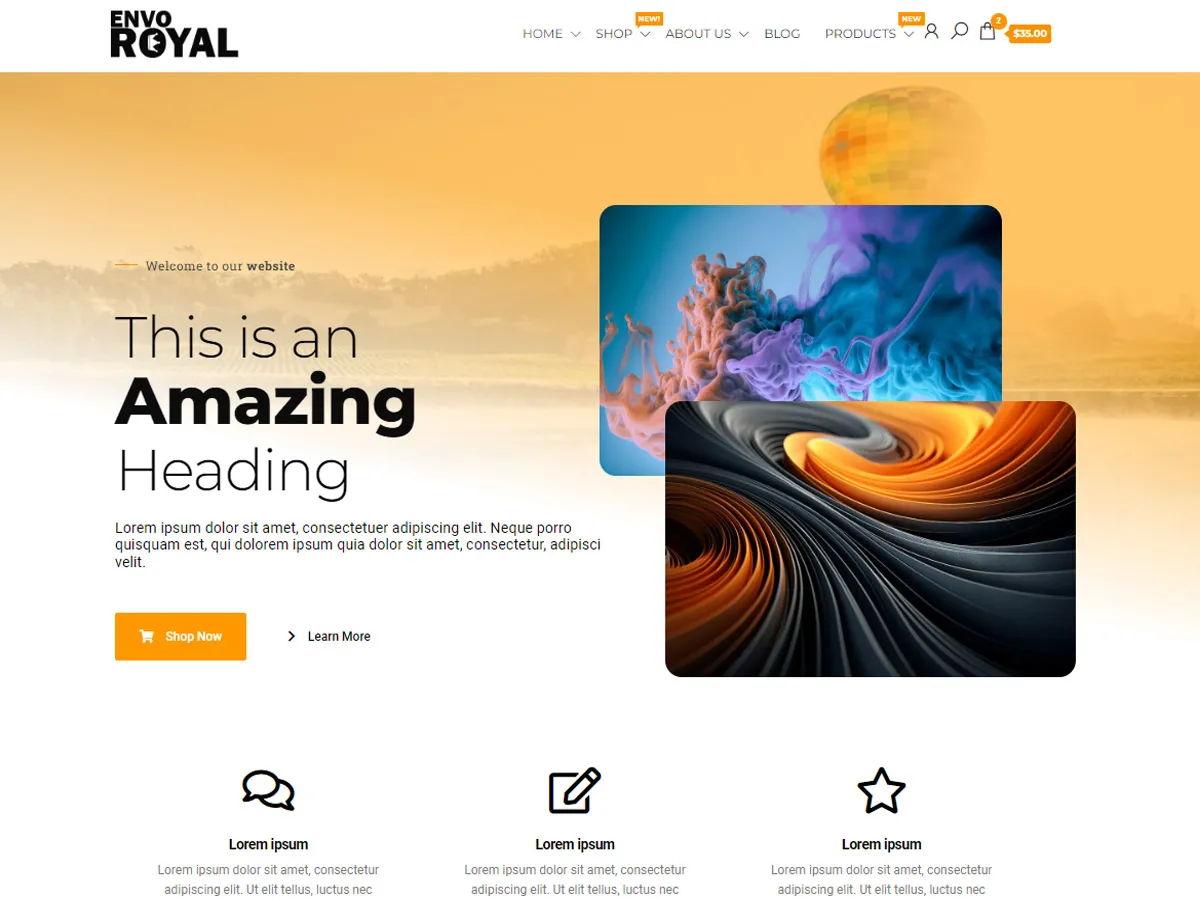 ENVO
ROYAL
HOME SHOP NEW! ABOUT US BLOG PRODUCTS NEW 2 $35.00
Welcome to our website
This is an
Amazing
Heading
Lorem ipsum dolor sit amet, consectetuer adipiscing elit. Neque porro
quisquam est, qui dolorem ipsum quia dolor sit amet, consectetur, adipisci
velit.
Shop Now Learn More
Lorem ipsum
Lorem ipsum dolor sit amet, consectetur
adipiscing elit. Ut elit tellus, luctus nec
Lorem ipsum
Lorem ipsum dolor sit amet, consectetur
adipiscing elit. Ut elit tellus, luctus nec
Lorem ipsum
Lorem ipsum dolor sit amet, consectetur
adipiscing elit. Ut elit tellus, luctus nec